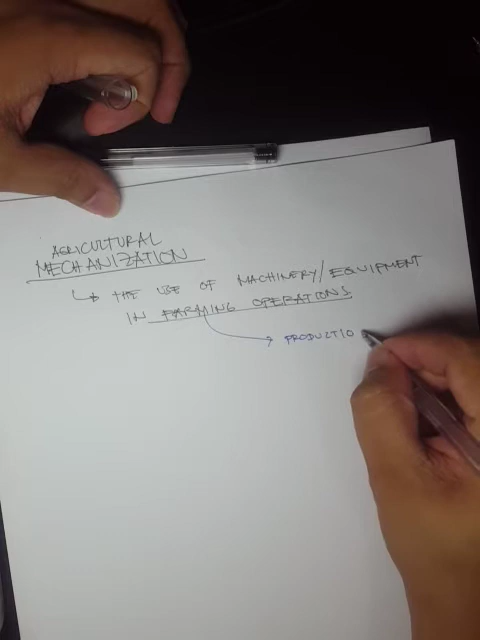 AGRICULTURAL
MECHANIZATION
THE USE OF MACHINERY/EQUIPMENT
IN FARMING OPERATIONS
PRODUCTIO